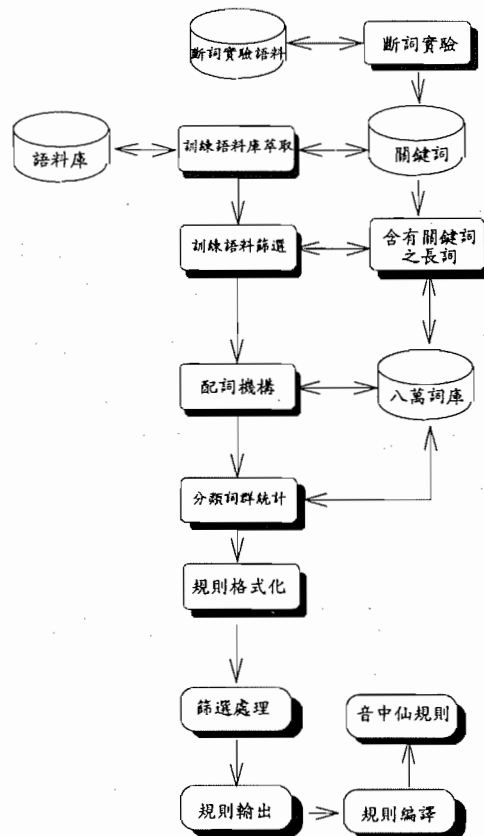 斷詞實驗語料
斷詞實驗
語料庫
訓練語料庫萃取
關鍵詞
訓練語料篩選
含有關鍵詞
之長詞
配詞機構
八萬詞庫
分類詞群統計
規則格式化
篩選處理
音中仙規則
規則輸出
規則編譯